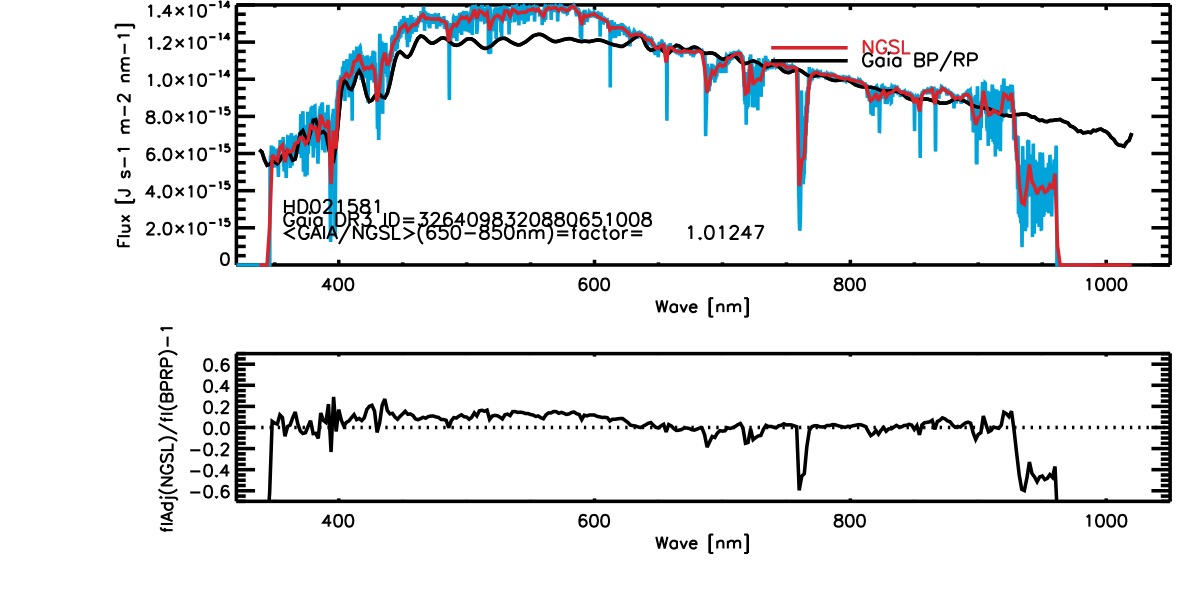 1.4×10⁻¹⁴
1.2×10⁻¹⁴
1.0×10⁻¹⁴
8.0×10⁻¹⁵
6.0×10⁻¹⁵
4.0×10⁻¹⁵
2.0×10⁻¹⁵
0
Flux [J s−1 m−2 nm−1]
NGSL
Gaia BP/RP
HD021581
Gaia DR3 ID=3264098320880651008
<GAIA/NGSL>(650−850nm)=factor= 1.01247
400 600 800 1000
Wave [nm]
flAdj(NGSL)/fl(BPRP)−1
0.6
0.4
0.2
0.0
−0.2
−0.4
−0.6
400 600 800 1000
Wave [nm]